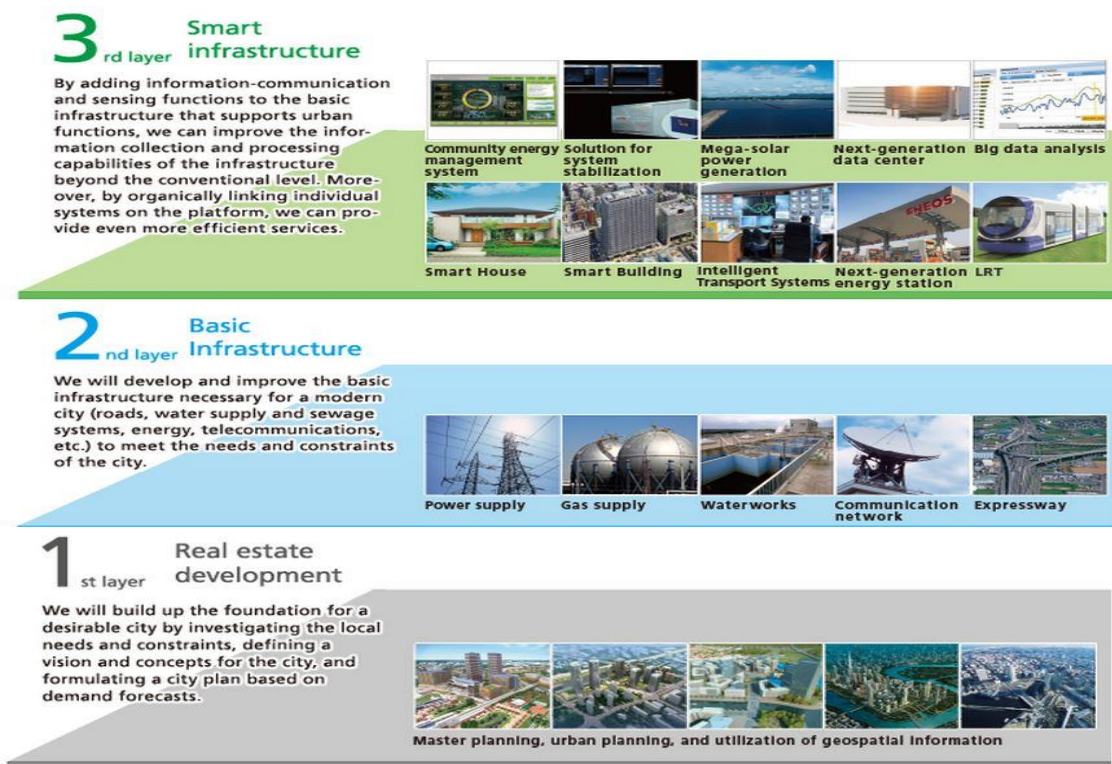 3rd layer
Smart
infrastructure
By adding information-communication
and sensing functions to the basic
infrastructure that supports urban
functions, we can improve the infor-
mation collection and processing
capabilities of the infrastructure
beyond the conventional level. More-
over, by organically linking individual
systems on the platform, we can pro-
vide even more efficient services.
Community energy
management
system
Solution for
system
stabilization
Mega-solar
power
generation
Next-generation
data center
Big data analysis
Smart House
Smart Building
Intelligent
Transport Systems
ENEOS
Next-generation
energy station
LRT
2nd layer
Basic
Infrastructure
We will develop and improve the basic
infrastructure necessary for a modern
city (roads, water supply and sewage
systems, energy, telecommunications,
etc.) to meet the needs and constraints
of the city.
Power supply
Gas supply
Waterworks
Communication
network
Expressway
1st layer
Real estate
development
We will build up the foundation for a
desirable city by investigating the local
needs and constraints, defining a
vision and concepts for the city, and
formulating a city plan based on
demand forecasts.
Master planning, urban planning, and utilization of geospatial information